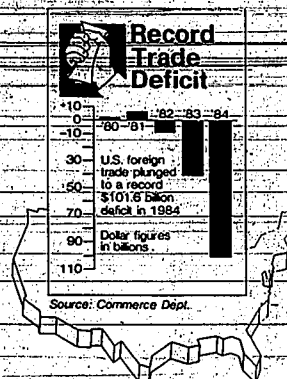 Record
Trade
Deficit
+10
0
-10
30
50
70
90
110
'80 '81 '82 '83 '84
U.S. foreign
trade plunged
to a record
$101.6 billion
deficit in 1984
Dollar figures
in billions
Source: Commerce Dept.